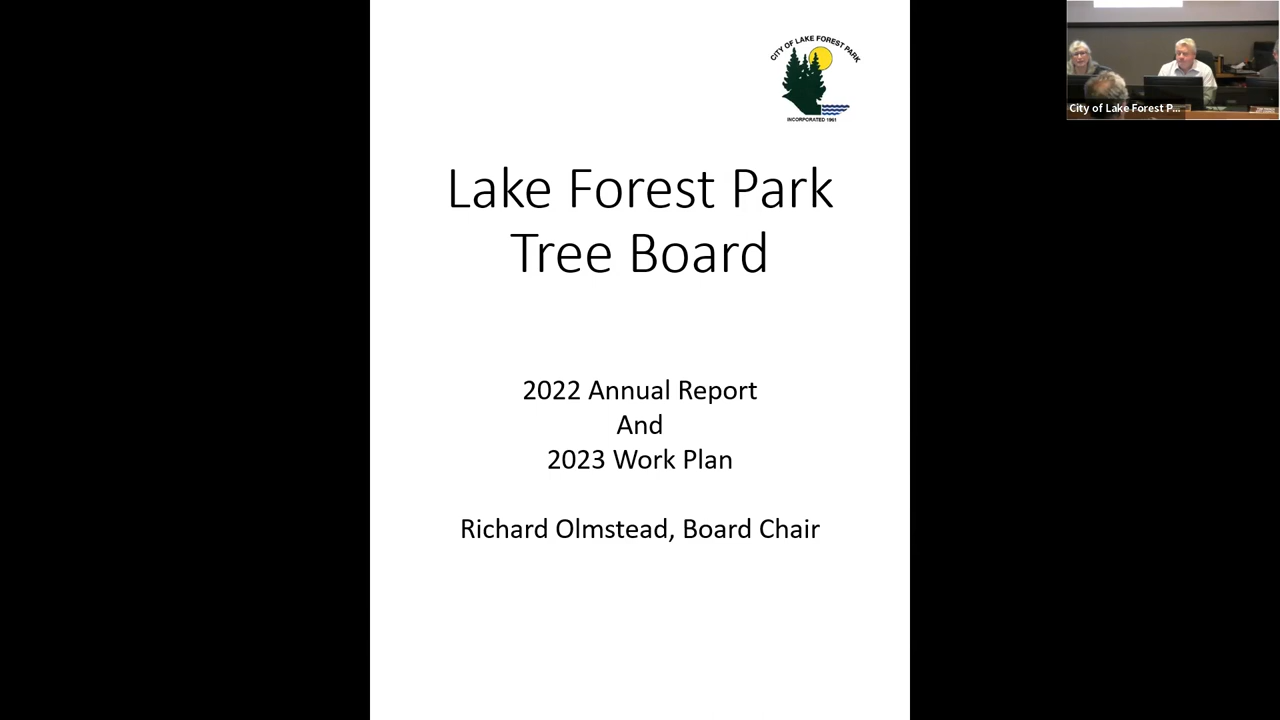 CITY OF LAKE FOREST PARK
INCORPORATED 1961
Lake Forest Park
Tree Board
2022 Annual Report
And
2023 Work Plan
Richard Olmstead, Board Chair
City of Lake Forest P...